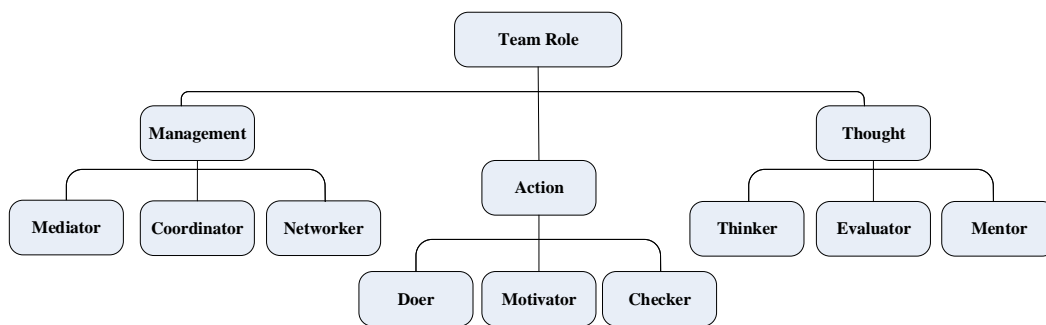 Team Role
Management
Thought
Action
Mediator
Coordinator
Networker
Thinker
Evaluator
Mentor
Doer
Motivator
Checker